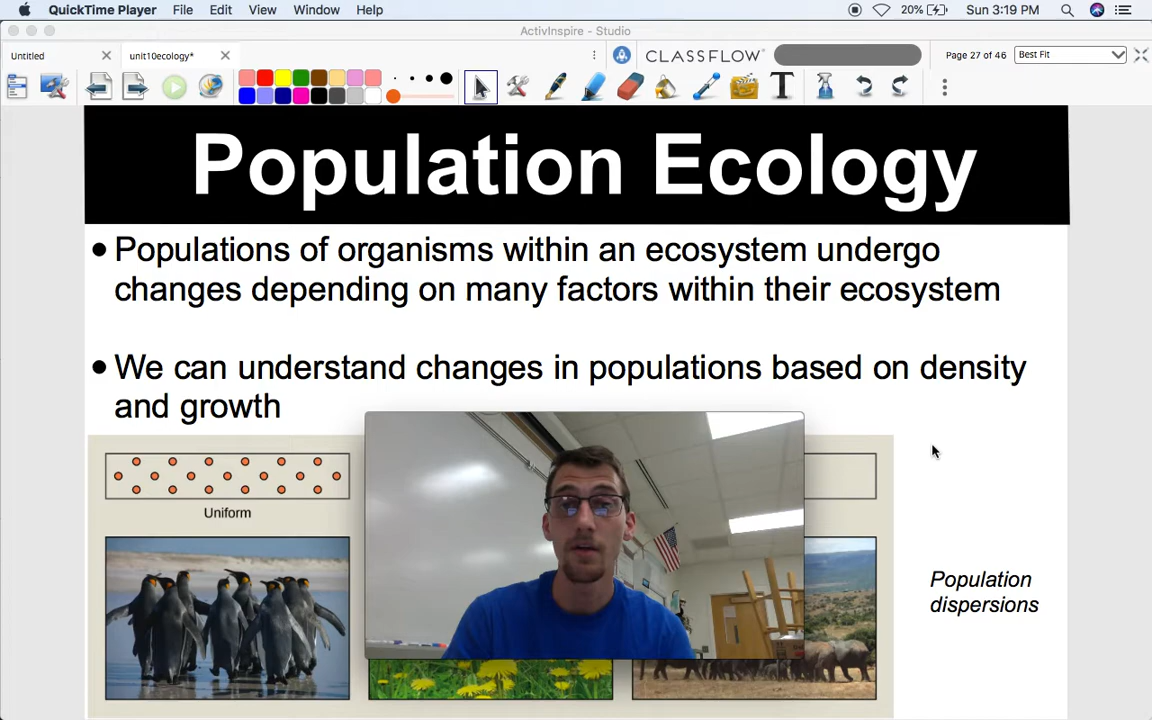 QuickTime Player File Edit View Window Help 20% Sun 3:19 PM
ActivInspire - Studio
Untitled unit10ecology* CLASSFLOW Page 27 of 46 Best Fit
Population Ecology
• Populations of organisms within an ecosystem undergo
changes depending on many factors within their ecosystem
• We can understand changes in populations based on density
and growth
Uniform
Population
dispersions